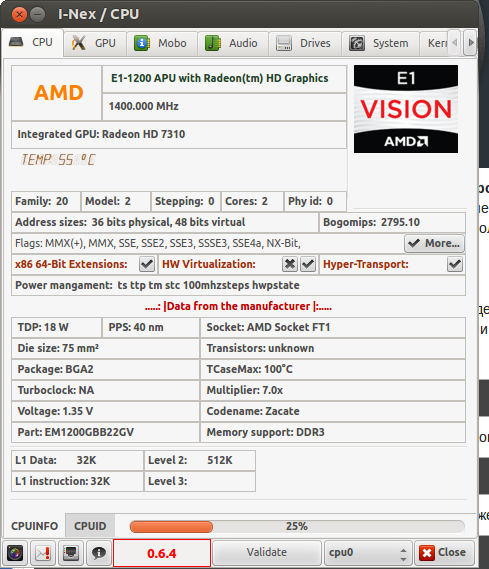 I-Nex / CPU
CPU GPU Mobo Audio Drives System Kern
AMD
E1-1200 APU with Radeon(tm) HD Graphics
1400.000 MHz
Integrated GPU: Radeon HD 7310
E1
VISION
AMD
TEMP: 55 °C
Family: 20 Model: 2 Stepping: 0 Cores: 2 Phy id: 0
Address sizes: 36 bits physical, 48 bits virtual Bogomips: 2795.10
Flags: MMX(+), MMX, SSE, SSE2, SSE3, SSSE3, SSE4a, NX-Bit, More...
x86 64-Bit Extensions: HW Virtualization: Hyper-Transport:
Power mangament: ts ttp tm stc 100mhzsteps hwpstate
.....: |Data from the manufacturer |:.....
TDP: 18 W PPS: 40 nm Socket: AMD Socket FT1
Die size: 75 mm² Transistors: unknown
Package: BGA2 TCaseMax: 100°C
Turboclock: NA Multiplier: 7.0x
Voltage: 1.35 V Codename: Zacate
Part: EM1200GBB22GV Memory support: DDR3
L1 Data: 32K Level 2: 512K
L1 instruction: 32K Level 3:
CPUINFO CPUID 25%
0.6.4 Validate cpu0 Close